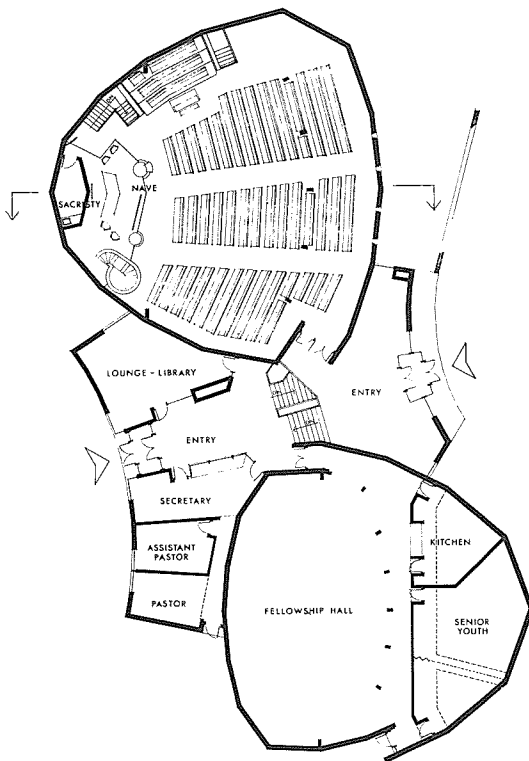 NAVE
SACRISTY
LOUNGE - LIBRARY
ENTRY
ENTRY
SECRETARY
ASSISTANT
PASTOR
KITCHEN
PASTOR
FELLOWSHIP HALL
SENIOR
YOUTH